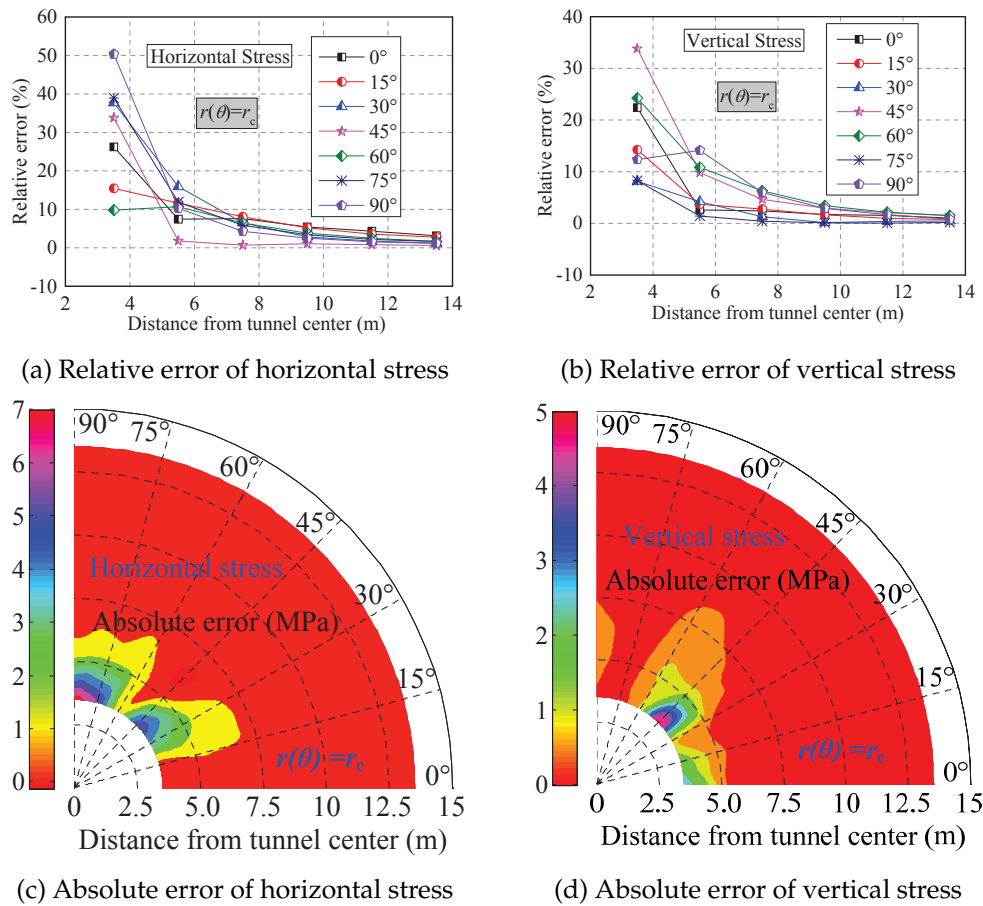 60
50
40
30
20
10
0
-10
Relative error (%)
Horizontal Stress
r(θ)=r_c
0°
15°
30°
45°
60°
75°
90°
2 4 6 8 10 12 14
Distance from tunnel center (m)
(a) Relative error of horizontal stress
40
30
20
10
0
-10
Relative error (%)
Vertical Stress
r(θ)=r_c
0°
15°
30°
45°
60°
75°
90°
2 4 6 8 10 12 14
Distance from tunnel center (m)
(b) Relative error of vertical stress
7
6
5
4
3
2
1
0
90°
75°
60°
45°
30°
15°
0°
Horizontal stress
Absolute error (MPa)
r(θ) =r_c
0 2.5 5.0 7.5 10 12.5 15
Distance from tunnel center (m)
(c) Absolute error of horizontal stress
5
4
3
2
1
0
90°
75°
60°
45°
30°
15°
0°
Vertical stress
Absolute error (MPa)
r(θ) =r_c
0 2.5 5.0 7.5 10 12.5 15
Distance from tunnel center (m)
(d) Absolute error of vertical stress